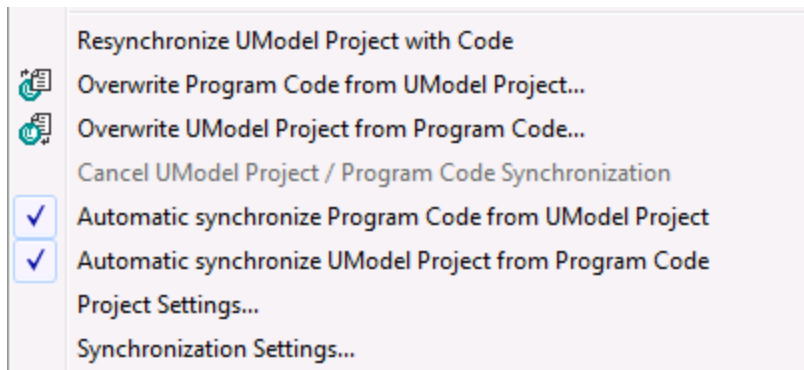 Resynchronize UModel Project with Code
Overwrite Program Code from UModel Project...
Overwrite UModel Project from Program Code...
Cancel UModel Project / Program Code Synchronization
Automatic synchronize Program Code from UModel Project
Automatic synchronize UModel Project from Program Code
Project Settings...
Synchronization Settings...